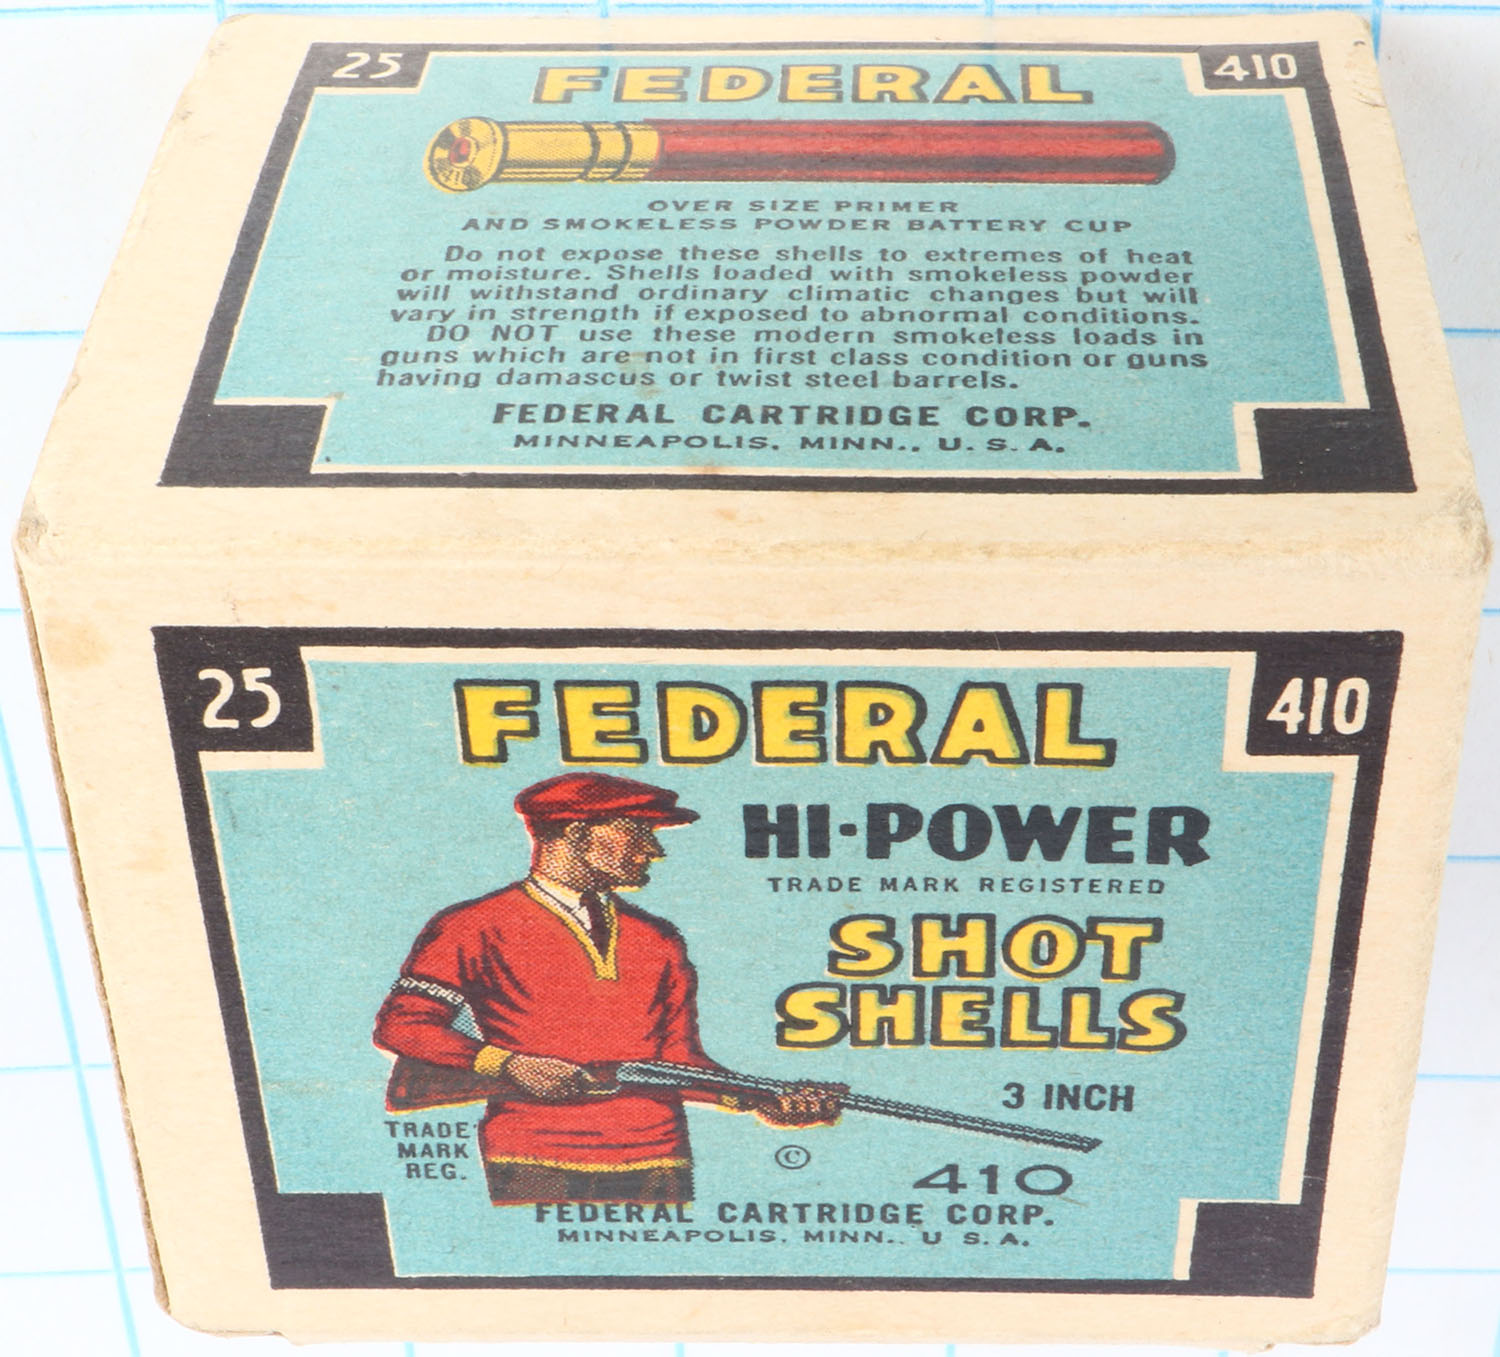 25
FEDERAL
410
OVER SIZE PRIMER
AND SMOKELESS POWDER BATTERY CUP
Do not expose these shells to extremes of heat
or moisture. Shells loaded with smokeless powder
will withstand ordinary climatic changes but will
vary in strength if exposed to abnormal conditions.
DO NOT use these modern smokeless loads in
guns which are not in first class condition or guns
having damascus or twist steel barrels.
FEDERAL CARTRIDGE CORP.
MINNEAPOLIS, MINN., U. S. A.
25
FEDERAL
410
HI-POWER
TRADE MARK REGISTERED
SHOT
SHELLS
HI-POWER
3 INCH
TRADE
MARK
REG.
©
410
FEDERAL CARTRIDGE CORP.
MINNEAPOLIS, MINN., U S. A.